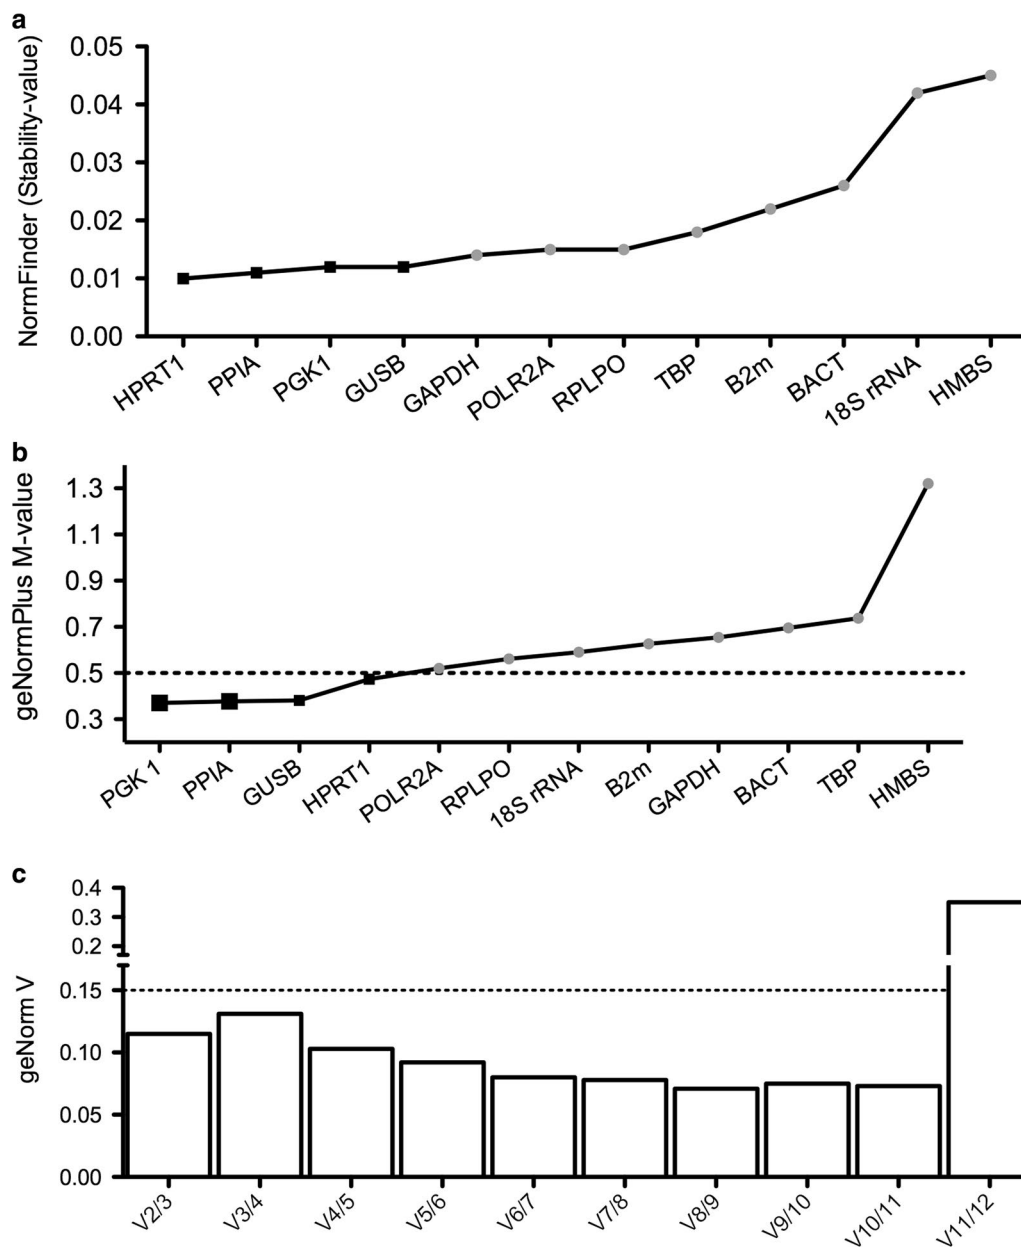 a
NormFinder (Stability-value)
0.05
0.04
0.03
0.02
0.01
0.00
HPRT1 PPIA PGK1 GUSB GAPDH POLR2A RPLPO TBP B2m BACT 18S rRNA HMBS
b
geNormPlus M-value
1.3
1.1
0.9
0.7
0.5
0.3
PGK 1 PPIA GUSB HPRT1 POLR2A RPLPO 18S rRNA B2m GAPDH BACT TBP HMBS
c
geNorm V
0.4
0.3
0.2
0.15
0.10
0.05
0.00
V2/3 V3/4 V4/5 V5/6 V6/7 V7/8 V8/9 V9/10 V10/11 V11/12